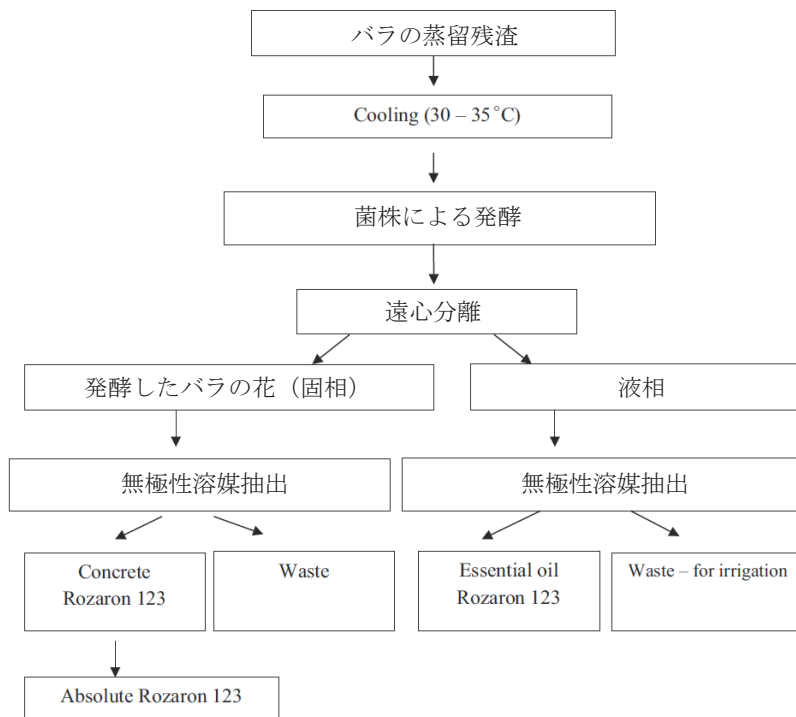 バラの蒸留残渣
Cooling (30 – 35°C)
菌株による発酵
遠心分離
発酵したバラの花（固相）
液相
無極性溶媒抽出
無極性溶媒抽出
Concrete
Rozaron 123
Waste
Essential oil
Rozaron 123
Waste – for irrigation
Absolute Rozaron 123